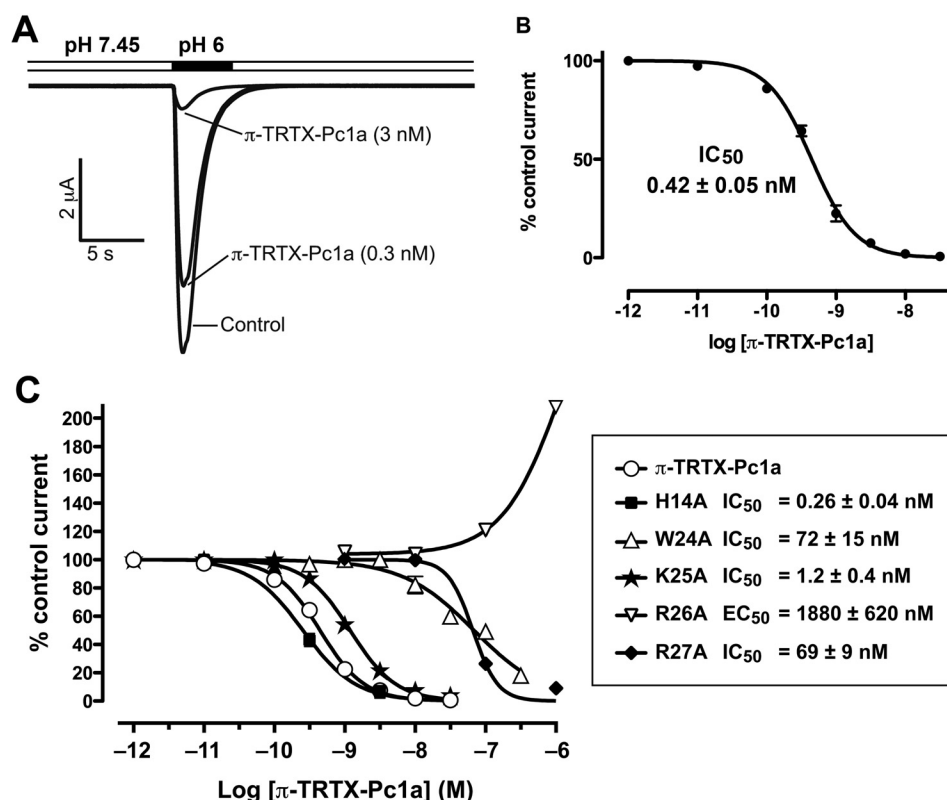 A
pH 7.45 pH 6
π-TRTX-Pc1a (3 nM)
2 µA
5 s
π-TRTX-Pc1a (0.3 nM)
Control
B
% control current
100
50
0
IC50
0.42 ± 0.05 nM
-12 -11 -10 -9 -8
log [π-TRTX-Pc1a]
C
% control current
200
180
160
140
120
100
80
60
40
20
0
–12 –11 –10 –9 –8 –7 –6
Log [π-TRTX-Pc1a] (M)
π-TRTX-Pc1a
H14A IC50 = 0.26 ± 0.04 nM
W24A IC50 = 72 ± 15 nM
K25A IC50 = 1.2 ± 0.4 nM
R26A EC50 = 1880 ± 620 nM
R27A IC50 = 69 ± 9 nM